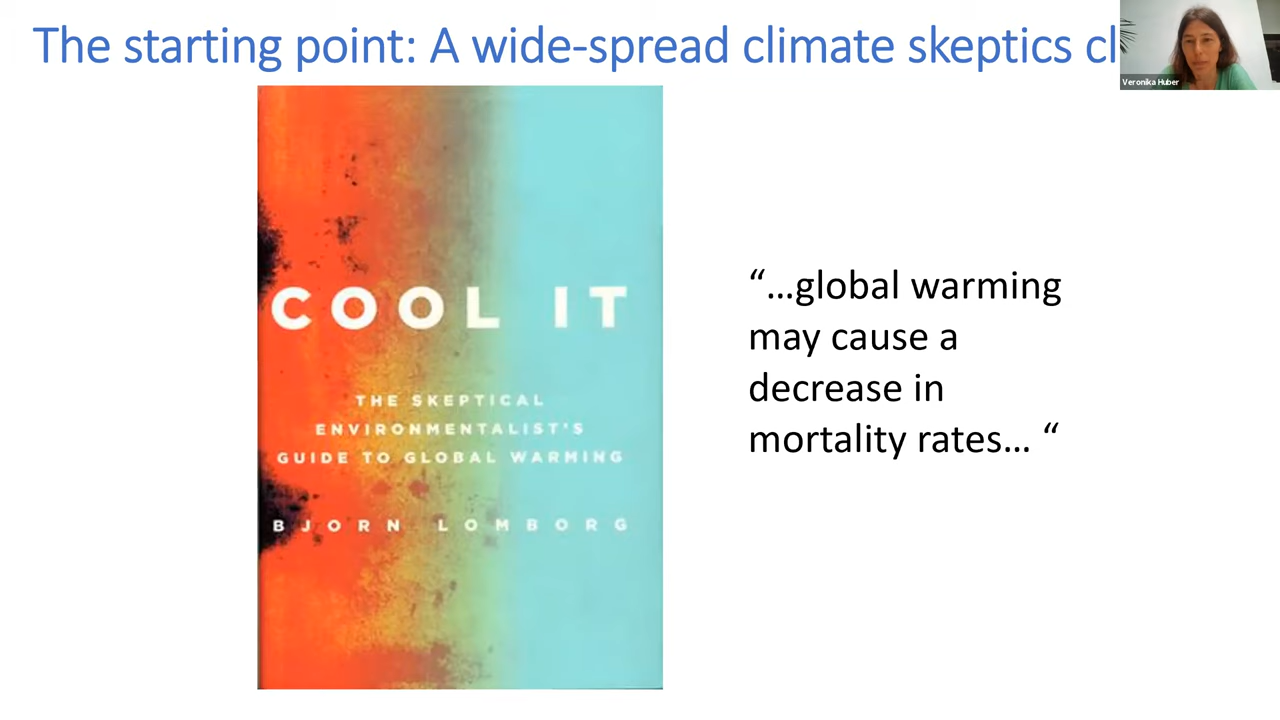 The starting point: A wide-spread climate skeptics cl
Veronika Huber
COOL IT
THE SKEPTICAL
ENVIRONMENTALIST'S
GUIDE TO GLOBAL WARMING
BJORN LOMBORG
“…global warming
may cause a
decrease in
mortality rates… “